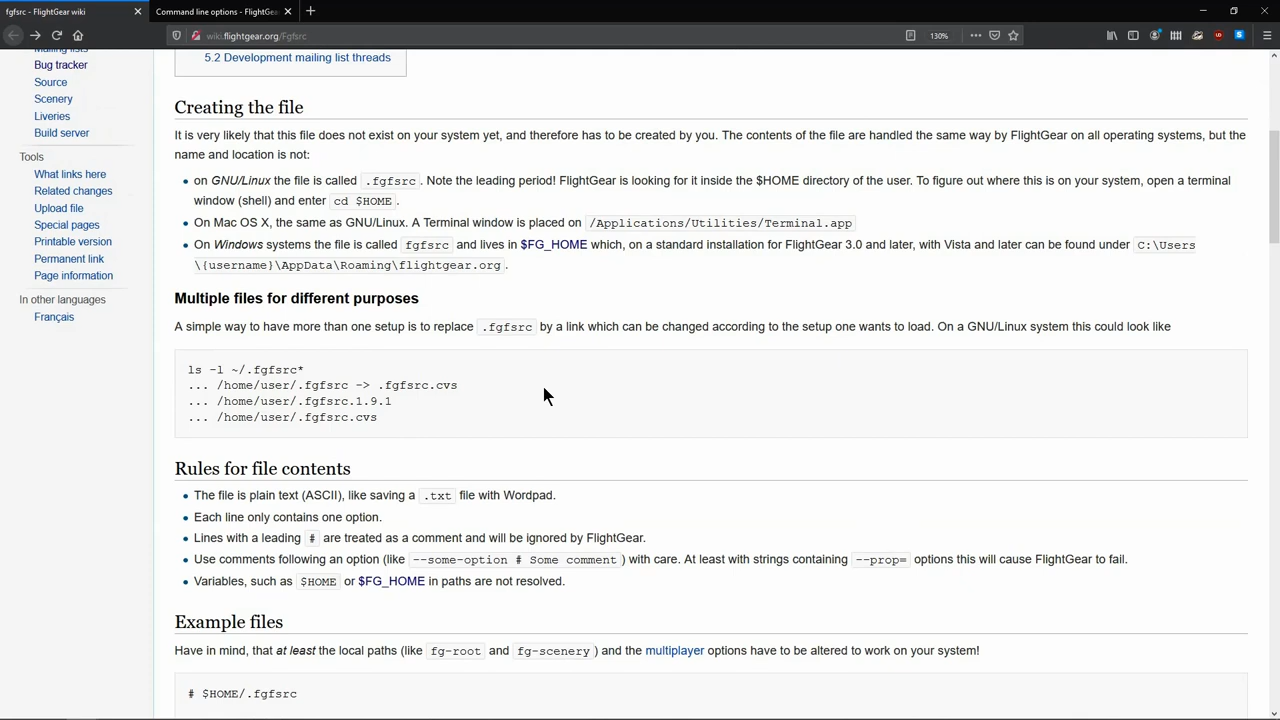 fgfsrc - FlightGear wiki
Command line options - FlightGe
wiki.flightgear.org/Fgfsrc
130%
Mailing lists
Bug tracker
Source
Scenery
Liveries
Build server
Tools
What links here
Related changes
Upload file
Special pages
Printable version
Permanent link
Page information
In other languages
Français
5.2 Development mailing list threads
Creating the file
It is very likely that this file does not exist on your system yet, and therefore has to be created by you. The contents of the file are handled the same way by FlightGear on all operating systems, but the
name and location is not:
on GNU/Linux the file is called .fgfsrc. Note the leading period! FlightGear is looking for it inside the $HOME directory of the user. To figure out where this is on your system, open a terminal
window (shell) and enter cd $HOME.
On Mac OS X, the same as GNU/Linux. A Terminal window is placed on /Applications/Utilities/Terminal.app
On Windows systems the file is called fgfsrc and lives in $FG_HOME which, on a standard installation for FlightGear 3.0 and later, with Vista and later can be found under C:\Users
\{username}\AppData\Roaming\flightgear.org.
Multiple files for different purposes
A simple way to have more than one setup is to replace .fgfsrc by a link which can be changed according to the setup one wants to load. On a GNU/Linux system this could look like
ls -l ~/.fgfsrc*
... /home/user/.fgfsrc -> .fgfsrc.cvs
... /home/user/.fgfsrc.1.9.1
... /home/user/.fgfsrc.cvs
Rules for file contents
The file is plain text (ASCII), like saving a .txt file with Wordpad.
Each line only contains one option.
Lines with a leading # are treated as a comment and will be ignored by FlightGear.
Use comments following an option (like --some-option # Some comment) with care. At least with strings containing --prop= options this will cause FlightGear to fail.
Variables, such as $HOME or $FG_HOME in paths are not resolved.
Example files
Have in mind, that at least the local paths (like fg-root and fg-scenery) and the multiplayer options have to be altered to work on your system!
# $HOME/.fgfsrc